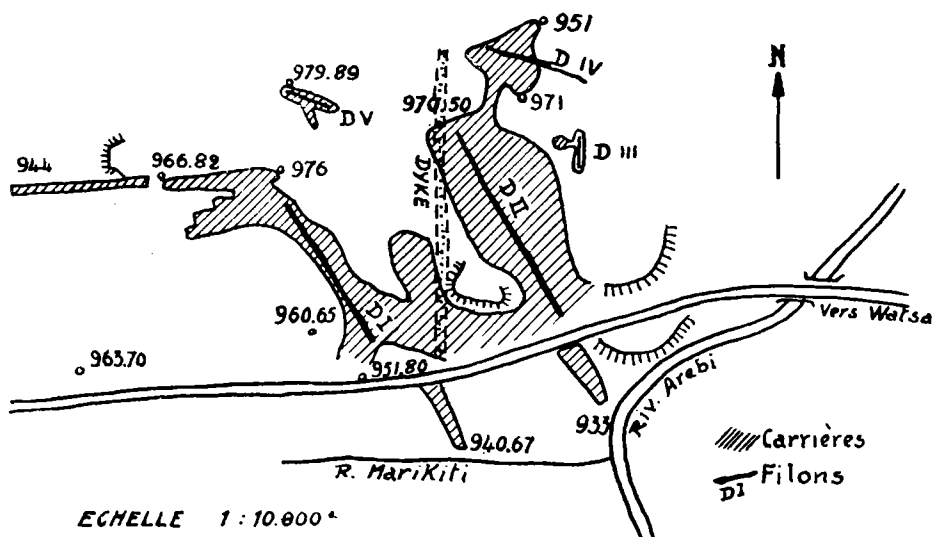 951
N
D IV
979.89
970.50
971
D V
D III
944
966.82
976
DYKE
D II
960.65
D I
Vers Watsa
963.70
951.80
Riv. Arebi
933
Carrières
940.67
R. Marikiti
Filons
DI
ECHELLE 1 : 10.000